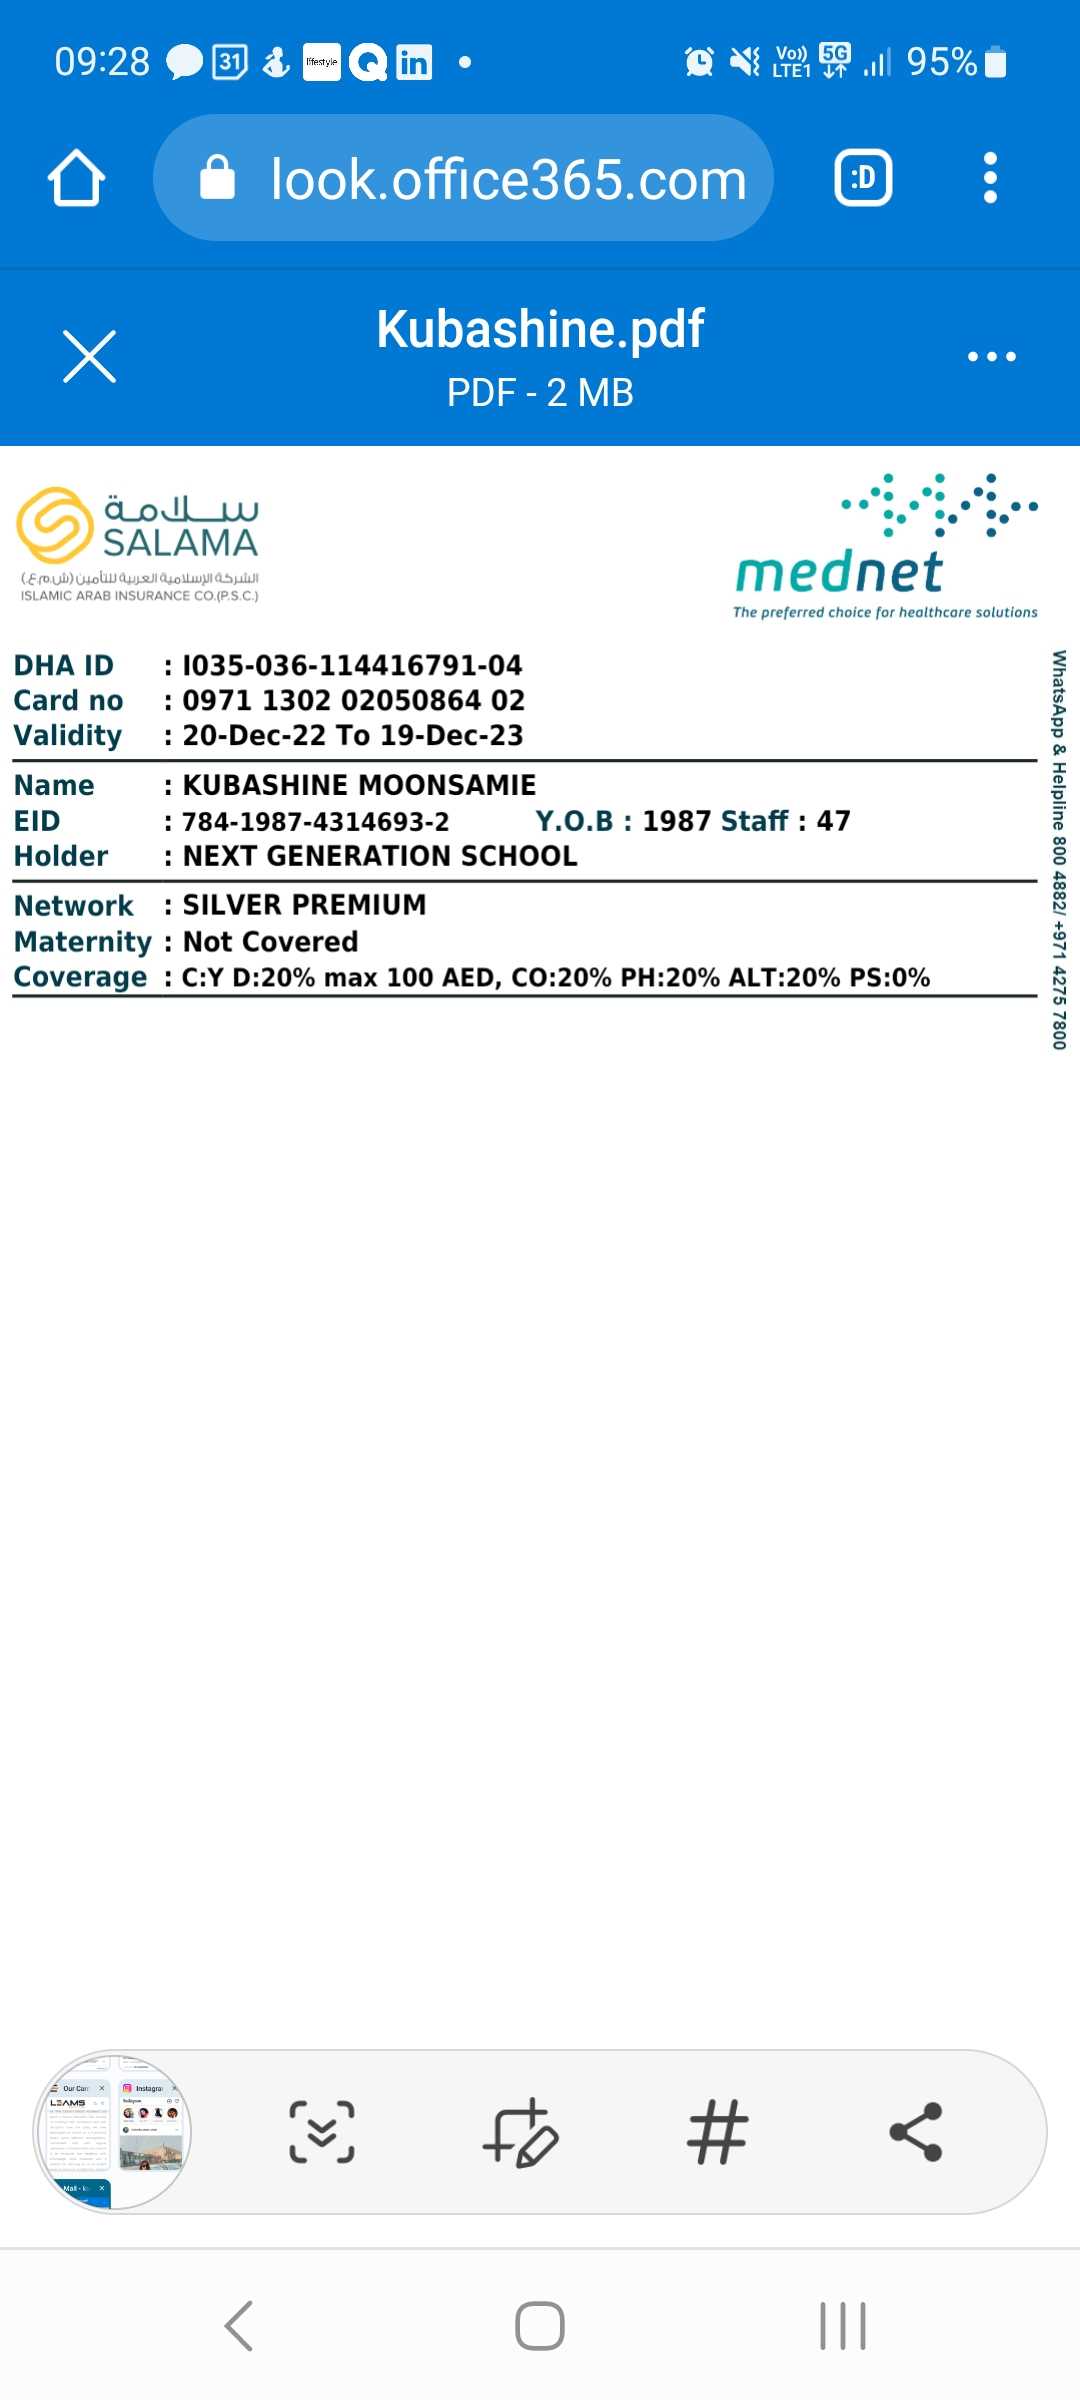 09:28 31 lifestyle Q in Vo)) LTE1 5G 95%
look.office365.com :D
Kubashine.pdf
PDF - 2 MB
سلامة
SALAMA
الشركة الإسلامية العربية للتأمين (ش.م.ع.)
ISLAMIC ARAB INSURANCE CO.(P.S.C.)
mednet
The preferred choice for healthcare solutions
DHA ID : I035-036-114416791-04
Card no : 0971 1302 02050864 02
Validity : 20-Dec-22 To 19-Dec-23
Name : KUBASHINE MOONSAMIE
EID : 784-1987-4314693-2 Y.O.B : 1987 Staff : 47
Holder : NEXT GENERATION SCHOOL
Network : SILVER PREMIUM
Maternity : Not Covered
Coverage : C:Y D:20% max 100 AED, CO:20% PH:20% ALT:20% PS:0%
WhatsApp & Helpline 800 4882/ +971 4275 7800
Our Car
Instagra
LEAMS
Mail - k